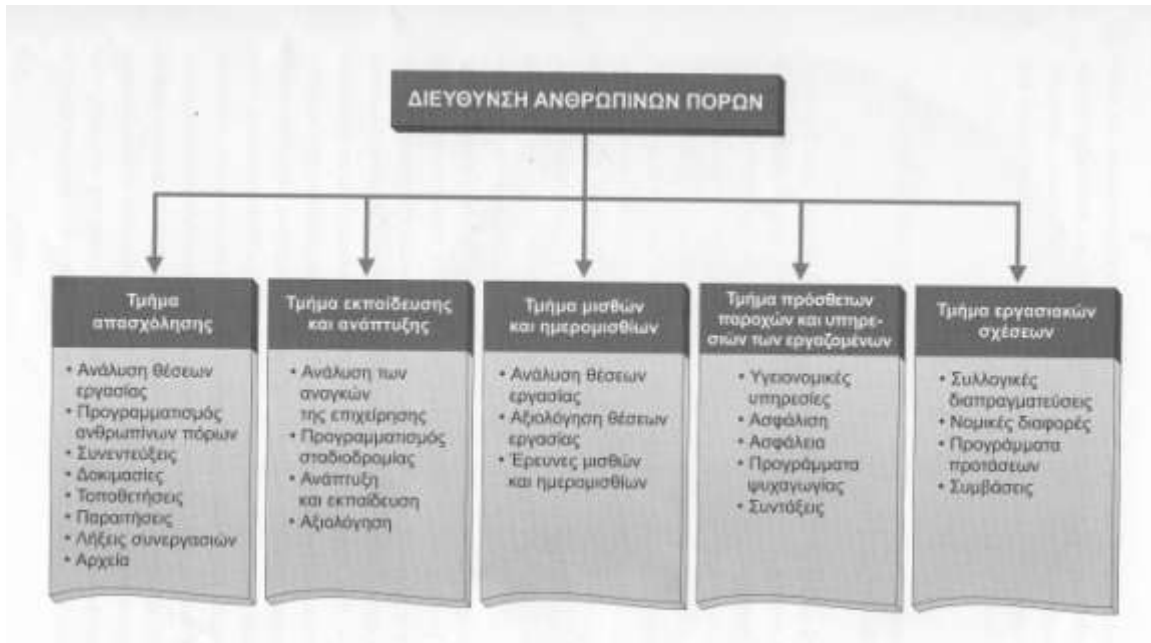 ΔΙΕΥΘΥΝΣΗ ΑΝΘΡΩΠΙΝΩΝ ΠΟΡΩΝ
Τμήμα
απασχόλησης
• Ανάλυση θέσεων
εργασίας
• Προγραμματισμός
ανθρωπίνων πόρων
• Συνεντεύξεις
• Δοκιμασίες
• Τοποθετήσεις
• Παραιτήσεις
• Λήξεις συνεργασιών
• Αρχεία
Τμήμα εκπαίδευσης
και ανάπτυξης
• Ανάλυση των
αναγκών
της επιχείρησης
• Προγραμματισμός
σταδιοδρομίας
• Ανάπτυξη
και εκπαίδευση
• Αξιολόγηση
Τμήμα μισθών
και ημερομισθίων
• Ανάλυση θέσεων
εργασίας
• Αξιολόγηση θέσεων
εργασίας
• Έρευνες μισθών
και ημερομισθίων
Τμήμα πρόσθετων
παροχών και υπηρε-
σιών των εργαζομένων
• Υγειονομικές
υπηρεσίες
• Ασφάλιση
• Ασφάλεια
• Προγράμματα
ψυχαγωγίας
• Συντάξεις
Τμήμα εργασιακών
σχέσεων
• Συλλογικές
διαπραγματεύσεις
• Νομικές διαφορές
• Προγράμματα
προτάσεων
• Συμβάσεις